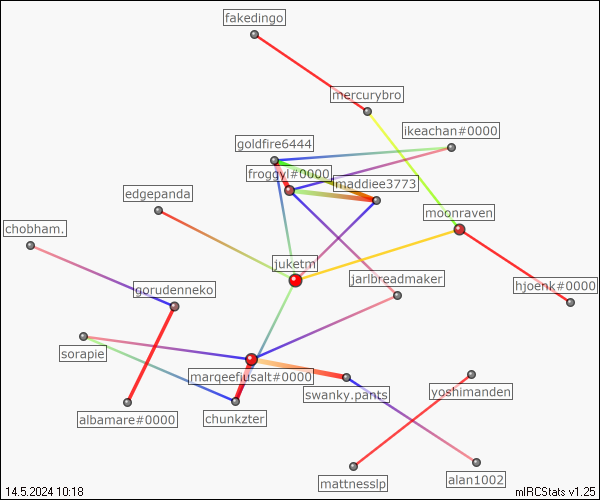 fakedingo
mercurybro
ikeachan#0000
goldfire6444
froggyl#0000
maddiee3773
edgepanda
moonraven
chobham.
juketm
jarlbreadmaker
gorudenneko
hjoenk#0000
sorapie
marqeefiusalt#0000
swanky.pants
yoshimanden
albamare#0000
chunkzter
mattnesslp
alan1002
14.5.2024 10:18
mIRCStats v1.25